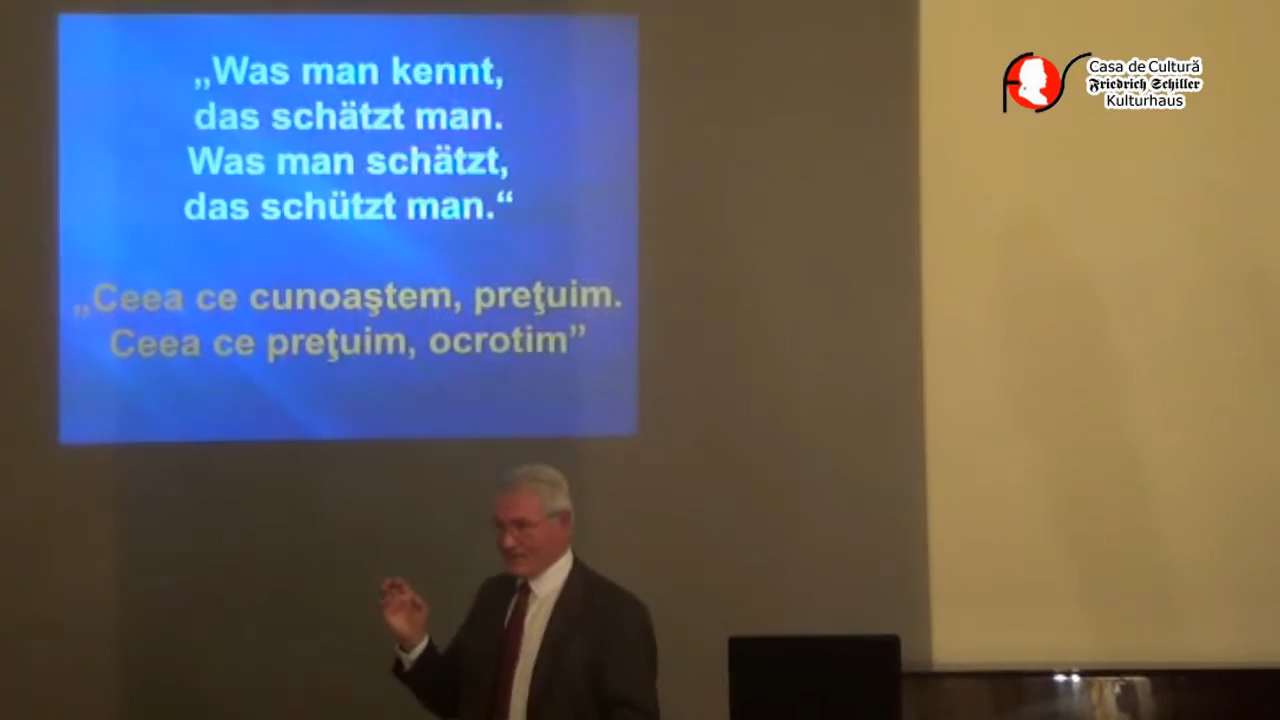 „Was man kennt,
das schätzt man.
Was man schätzt,
das schützt man.“
„Ceea ce cunoaştem, preţuim.
Ceea ce preţuim, ocrotim”
Casa de Cultură
Friedrich Schiller
Kulturhaus